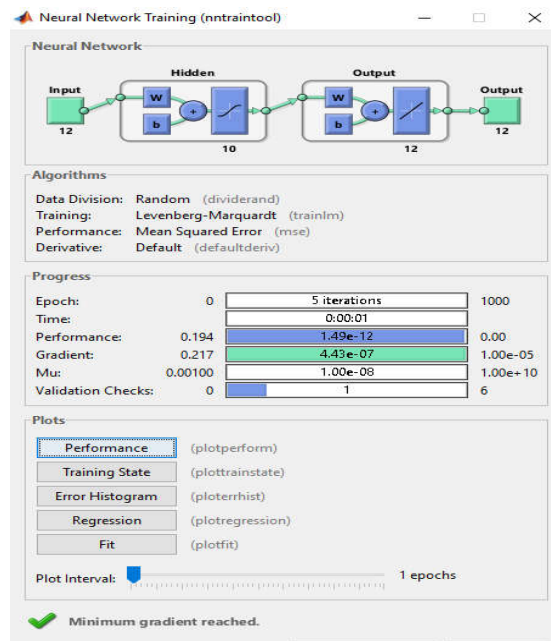 Neural Network Training (nntraintool)
Neural Network
Hidden Output
Input Output
W W
b b
+ +
12 12
10 12
Algorithms
Data Division: Random (dividerand)
Training: Levenberg-Marquardt (trainlm)
Performance: Mean Squared Error (mse)
Derivative: Default (defaultderiv)
Progress
Epoch: 0 5 iterations 1000
Time: 0:00:01
Performance: 0.194 1.49e-12 0.00
Gradient: 0.217 4.43e-07 1.00e-05
Mu: 0.00100 1.00e-08 1.00e+10
Validation Checks: 0 1 6
Plots
Performance (plotperform)
Training State (plottrainstate)
Error Histogram (ploterrhist)
Regression (plotregression)
Fit (plotfit)
Plot Interval: 1 epochs
Minimum gradient reached.